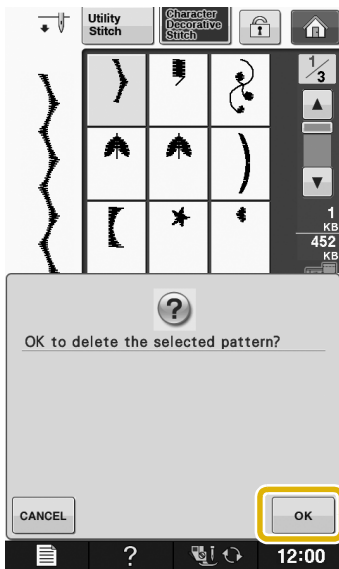 Utility
Stitch
Character
Decorative
Stitch
1/3
1
KB
452
KB
?
OK to delete the selected pattern?
CANCEL
OK
?
12:00